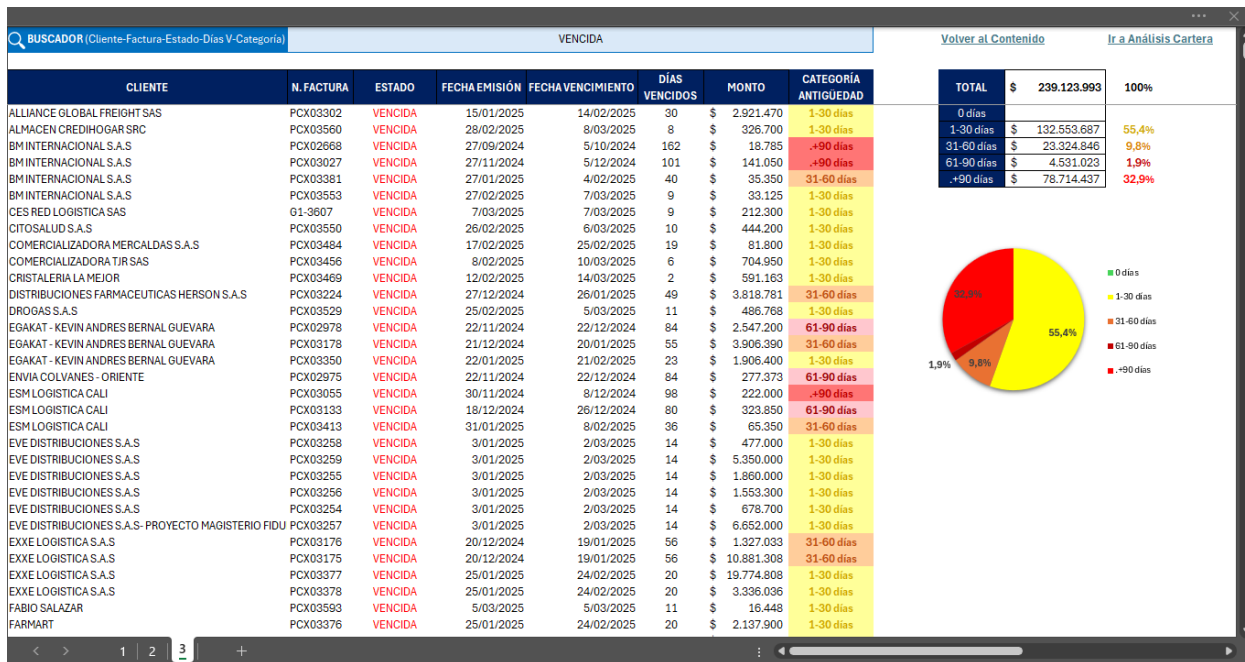 BUSCADOR (Cliente-Factura-Estado-Días V-Categoría) VENCIDA Volver al Contenido Ir a Análisis Cartera
CLIENTE N. FACTURA ESTADO FECHA EMISIÓN FECHA VENCIMIENTO DÍAS VENCIDOS MONTO CATEGORÍA ANTIGÜEDAD
ALLIANCE GLOBAL FREIGHT SAS PCX03302 VENCIDA 15/01/2025 14/02/2025 30 $ 2.921.470 1-30 días
ALMACEN CREDIHOGAR SRC PCX03560 VENCIDA 28/02/2025 8/03/2025 8 $ 326.700 1-30 días
BM INTERNACIONAL S.A.S PCX02668 VENCIDA 27/09/2024 5/10/2024 162 $ 18.785 .+90 días
BM INTERNACIONAL S.A.S PCX03027 VENCIDA 27/11/2024 5/12/2024 101 $ 141.050 .+90 días
BM INTERNACIONAL S.A.S PCX03381 VENCIDA 27/01/2025 4/02/2025 40 $ 35.350 31-60 días
BM INTERNACIONAL S.A.S PCX03553 VENCIDA 27/02/2025 7/03/2025 9 $ 33.125 1-30 días
CES RED LOGISTICA SAS G1-3607 VENCIDA 7/03/2025 7/03/2025 9 $ 212.300 1-30 días
CITOSALUD S.A.S PCX03550 VENCIDA 26/02/2025 6/03/2025 10 $ 444.200 1-30 días
COMERCIALIZADORA MERCALDAS S.A.S PCX03484 VENCIDA 17/02/2025 25/02/2025 19 $ 81.800 1-30 días
COMERCIALIZADORA TJR SAS PCX03456 VENCIDA 8/02/2025 10/03/2025 6 $ 704.950 1-30 días
CRISTALERIA LA MEJOR PCX03469 VENCIDA 12/02/2025 14/03/2025 2 $ 591.163 1-30 días
DISTRIBUCIONES FARMACEUTICAS HERSON S.A.S PCX03224 VENCIDA 27/12/2024 26/01/2025 49 $ 3.818.781 31-60 días
DROGAS S.A.S PCX03529 VENCIDA 25/02/2025 5/03/2025 11 $ 486.768 1-30 días
EGAKAT - KEVIN ANDRES BERNAL GUEVARA PCX02978 VENCIDA 22/11/2024 22/12/2024 84 $ 2.547.200 61-90 días
EGAKAT - KEVIN ANDRES BERNAL GUEVARA PCX03178 VENCIDA 21/12/2024 20/01/2025 55 $ 3.906.390 31-60 días
EGAKAT - KEVIN ANDRES BERNAL GUEVARA PCX03350 VENCIDA 22/01/2025 21/02/2025 23 $ 1.906.400 1-30 días
ENVIA COLVANES - ORIENTE PCX02975 VENCIDA 22/11/2024 22/12/2024 84 $ 277.373 61-90 días
ESM LOGISTICA CALI PCX03055 VENCIDA 30/11/2024 8/12/2024 98 $ 222.000 .+90 días
ESM LOGISTICA CALI PCX03133 VENCIDA 18/12/2024 26/12/2024 80 $ 323.850 61-90 días
ESM LOGISTICA CALI PCX03413 VENCIDA 31/01/2025 8/02/2025 36 $ 65.350 31-60 días
EVE DISTRIBUCIONES S.A.S PCX03258 VENCIDA 3/01/2025 2/03/2025 14 $ 477.000 1-30 días
EVE DISTRIBUCIONES S.A.S PCX03259 VENCIDA 3/01/2025 2/03/2025 14 $ 5.350.000 1-30 días
EVE DISTRIBUCIONES S.A.S PCX03255 VENCIDA 3/01/2025 2/03/2025 14 $ 1.860.000 1-30 días
EVE DISTRIBUCIONES S.A.S PCX03256 VENCIDA 3/01/2025 2/03/2025 14 $ 1.553.300 1-30 días
EVE DISTRIBUCIONES S.A.S PCX03254 VENCIDA 3/01/2025 2/03/2025 14 $ 678.700 1-30 días
EVE DISTRIBUCIONES S.A.S- PROYECTO MAGISTERIO FIDU PCX03257 VENCIDA 3/01/2025 2/03/2025 14 $ 6.652.000 1-30 días
EXXE LOGISTICA S.A.S PCX03176 VENCIDA 20/12/2024 19/01/2025 56 $ 1.327.033 31-60 días
EXXE LOGISTICA S.A.S PCX03175 VENCIDA 20/12/2024 19/01/2025 56 $ 10.881.308 31-60 días
EXXE LOGISTICA S.A.S PCX03377 VENCIDA 25/01/2025 24/02/2025 20 $ 19.774.808 1-30 días
EXXE LOGISTICA S.A.S PCX03378 VENCIDA 25/01/2025 24/02/2025 20 $ 3.336.036 1-30 días
FABIO SALAZAR PCX03593 VENCIDA 5/03/2025 5/03/2025 11 $ 16.448 1-30 días
FARMART PCX03376 VENCIDA 25/01/2025 24/02/2025 20 $ 2.137.900 1-30 días
TOTAL $ 239.123.993 100%
0 días
1-30 días $ 132.553.687 55,4%
31-60 días $ 23.324.846 9,8%
61-90 días $ 4.531.023 1,9%
.+90 días $ 78.714.437 32,9%
32,9%
55,4%
1,9%
9,8%
0 días
1-30 días
31-60 días
61-90 días
.+90 días
1 2 3